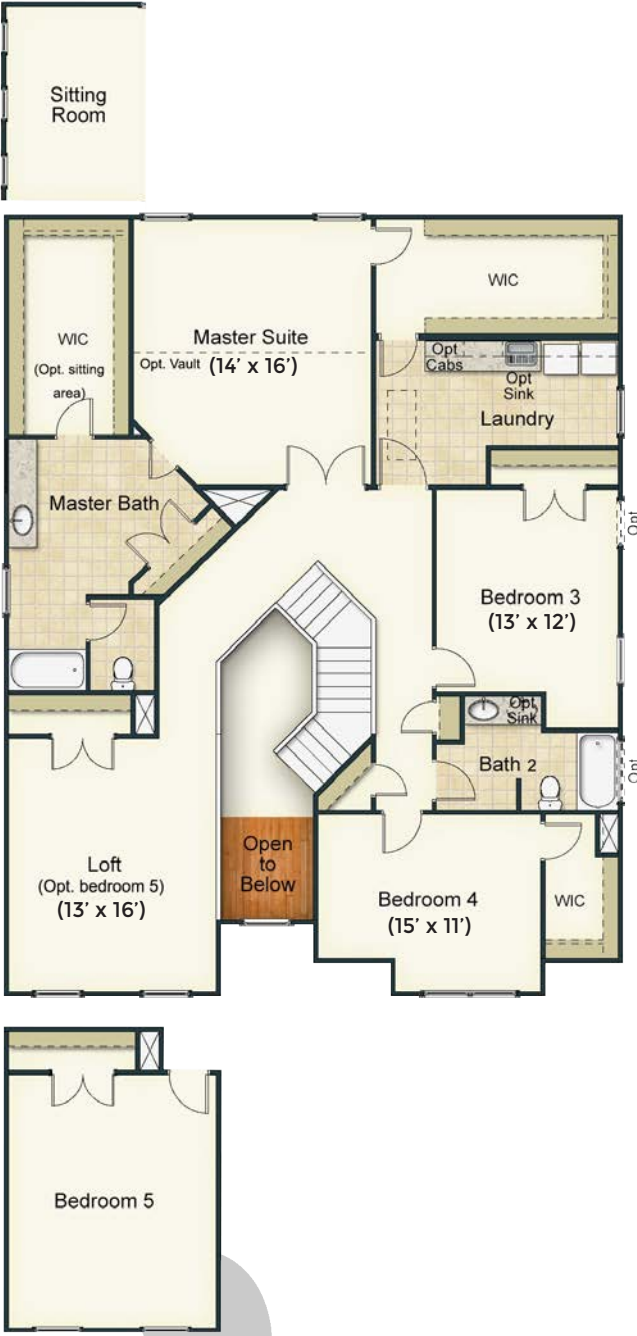 Sitting
Room
WIC
(Opt. sitting
area)
Master Suite
Opt. Vault (14' x 16')
WIC
Opt
Cabs
Opt
Sink
Laundry
Master Bath
Opt
Bedroom 3
(13' x 12')
Opt
Sink
Bath 2
Opt
Open
to
Below
Loft
(Opt. bedroom 5)
(13' x 16')
Bedroom 4
(15' x 11')
WIC
Bedroom 5